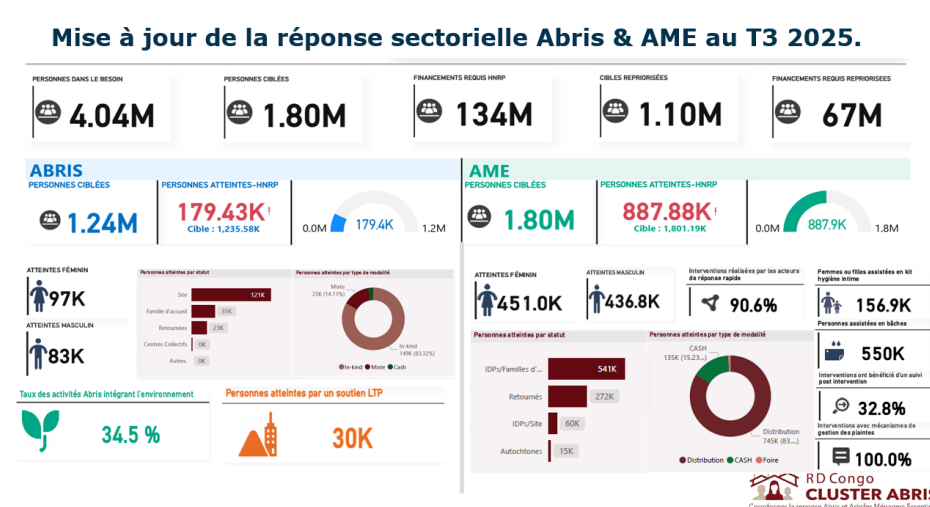 Mise à jour de la réponse sectorielle Abris & AME au T3 2025.
PERSONNES DANS LE BESOIN
4.04M
PERSONNES CIBLÉES
1.80M
FINANCEMENTS REQUIS HNRP
134M
CIBLES REPRIORISÉES
1.10M
FINANCEMENTS REQUIS REPRIORISEES
67M
ABRIS
PERSONNES CIBLÉES
1.24M
PERSONNES ATTEINTES-HNRP
179.43K!
Cible : 1,235.58K
0.0M
179.4K
1.2M
ATTEINTES FÉMININ
97K
ATTEINTES MASCULIN
83K
Personnes atteintes par statut
Site
121K
Famille d'accueil
35K
Retournées
23K
Centres Collectifs
0K
Autres.
0K
Personnes atteintes par type de modalité
Mixte
25K (14.11%)
In-kind
149K (83.32%)
In-kind Mixte Cash
Taux des activités Abris intégrant l'environnement
34.5 %
Personnes atteintes par un soutien LTP
30K
AME
PERSONNES CIBLÉES
1.80M
PERSONNES ATTEINTES-HNRP
887.88K!
Cible : 1,801.19K
0.0M
887.9K
1.8M
ATTEINTES FÉMININ
451.0K
ATTEINTES MASCULIN
436.8K
Interventions réalisées par les acteurs
de réponse rapide
90.6%
Femmes ou filles assistées en kit
hygiène intime
156.9K
Personnes assistées en bâches
550K
Interventions ont bénéficié d'un suivi
post intervention
32.8%
Interventions avec mécanismes de
gestion des plaintes
100.0%
Personnes atteintes par statut
IDPs/Familles d'...
541K
Retournés
272K
IDPs/Site
60K
Autochtones
15K
Personnes atteintes par type de modalité
CASH
135K (15.23...)
Distribution
745K (83....)
Distribution CASH Foire
RD Congo
CLUSTER ABRIS
Coordonner la reponse Abris et Articles Ménagers Essenti